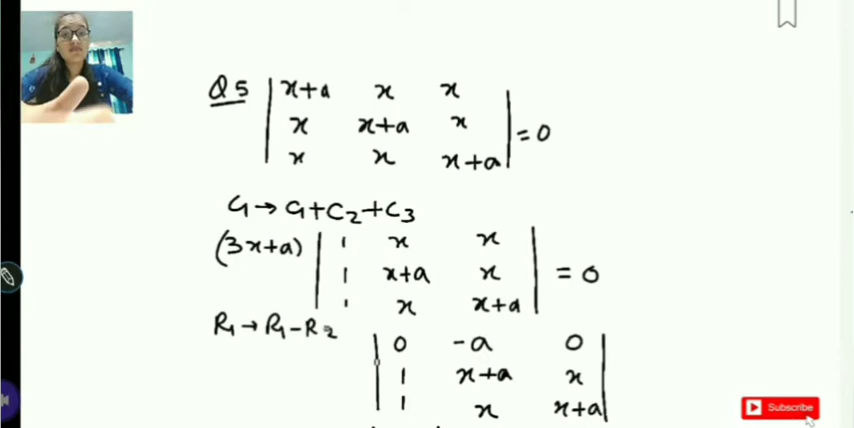 Q5 | x+a x x |
| x x+a x | = 0
| x x x+a |
C1 → C1+C2+C3
(3x+a) | 1 x x |
| 1 x+a x | = 0
| 1 x x+a |
R1 → R1-R2
| 0 -a 0 |
| 1 x+a x |
| 1 x x+a |
Subscribe